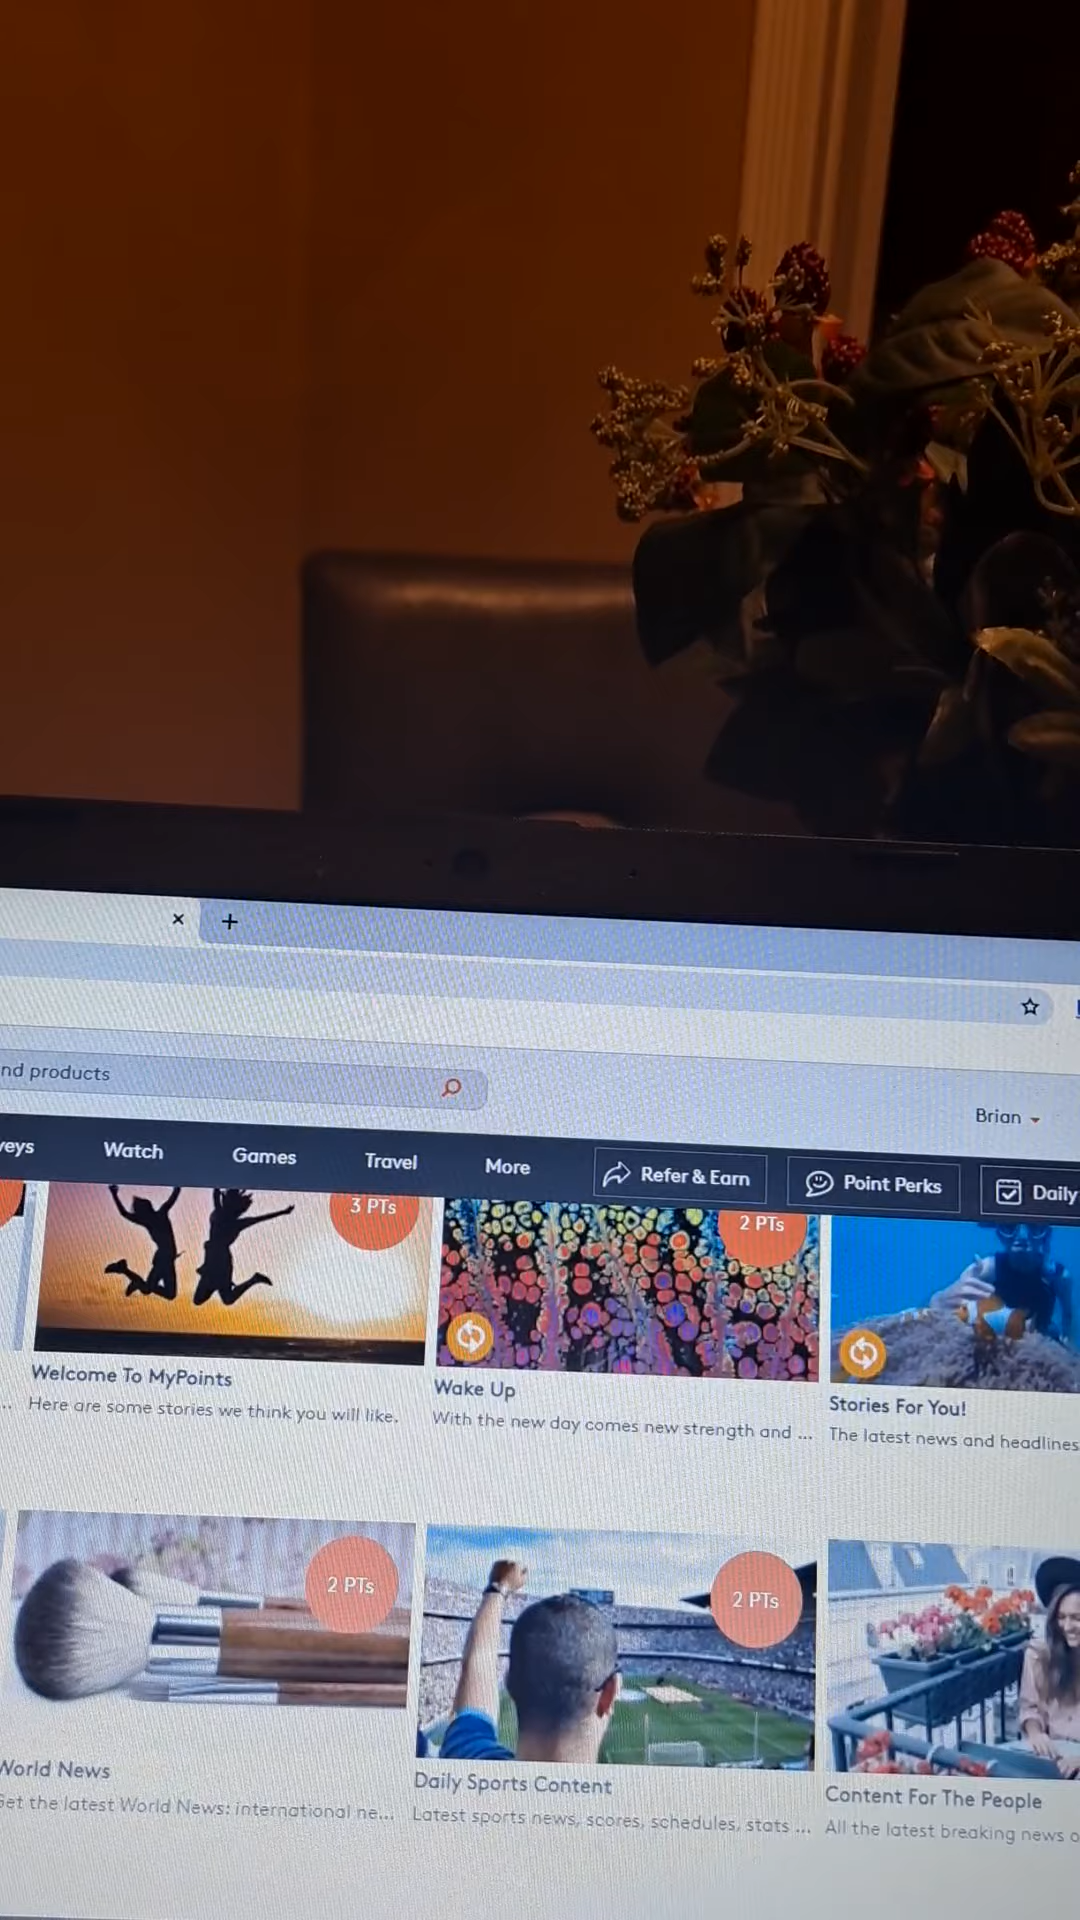 nd products
Brian
veys Watch Games Travel More Refer & Earn Point Perks Daily
3 PTs
2 PTs
Welcome To MyPoints
... Here are some stories we think you will like.
Wake Up
With the new day comes new strength and ...
Stories For You!
The latest news and headlines
2 PTs
2 PTs
World News
Get the latest World News: international ne...
Daily Sports Content
Latest sports news, scores, schedules, stats ...
Content For The People
All the latest breaking news o